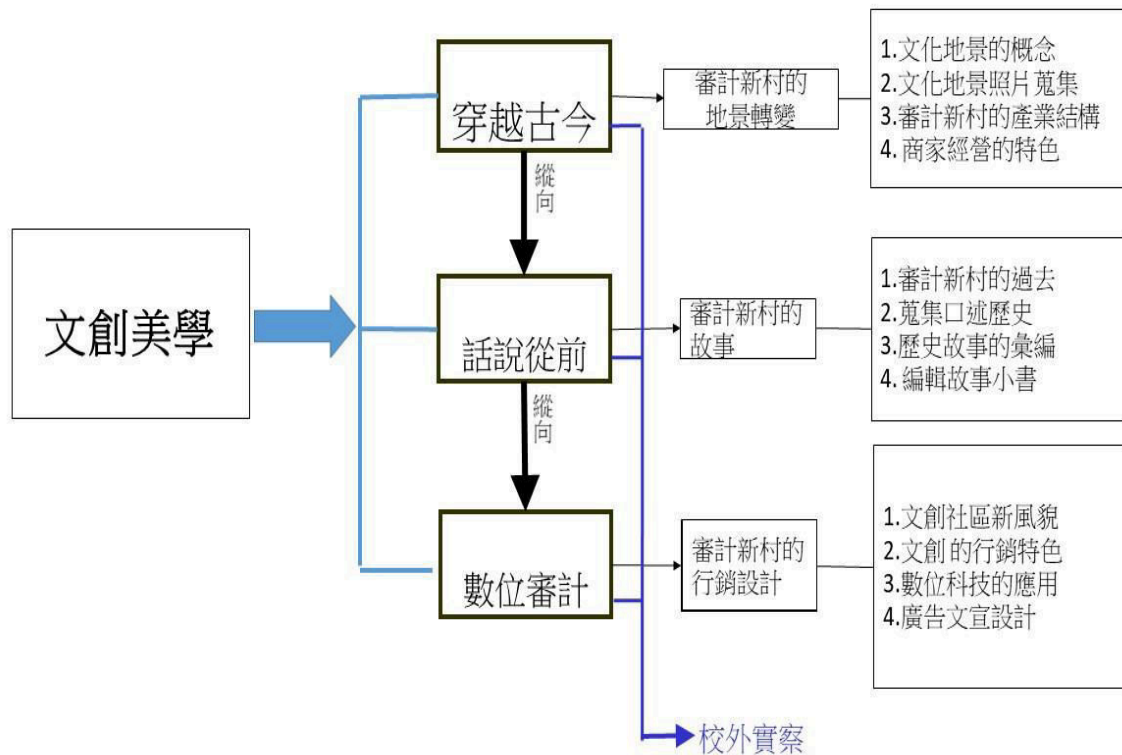 文創美學
穿越古今
縱向
話說從前
縱向
數位審計
審計新村的
地景轉變
1.文化地景的概念
2.文化地景照片蒐集
3.審計新村的產業結構
4. 商家經營的特色
審計新村的
故事
1.審計新村的過去
2.蒐集口述歷史
3.歷史故事的彙編
4. 編輯故事小書
審計新村的
行銷設計
1.文創社區新風貌
2.文創的行銷特色
3.數位科技的應用
4.廣告文宣設計
校外實察